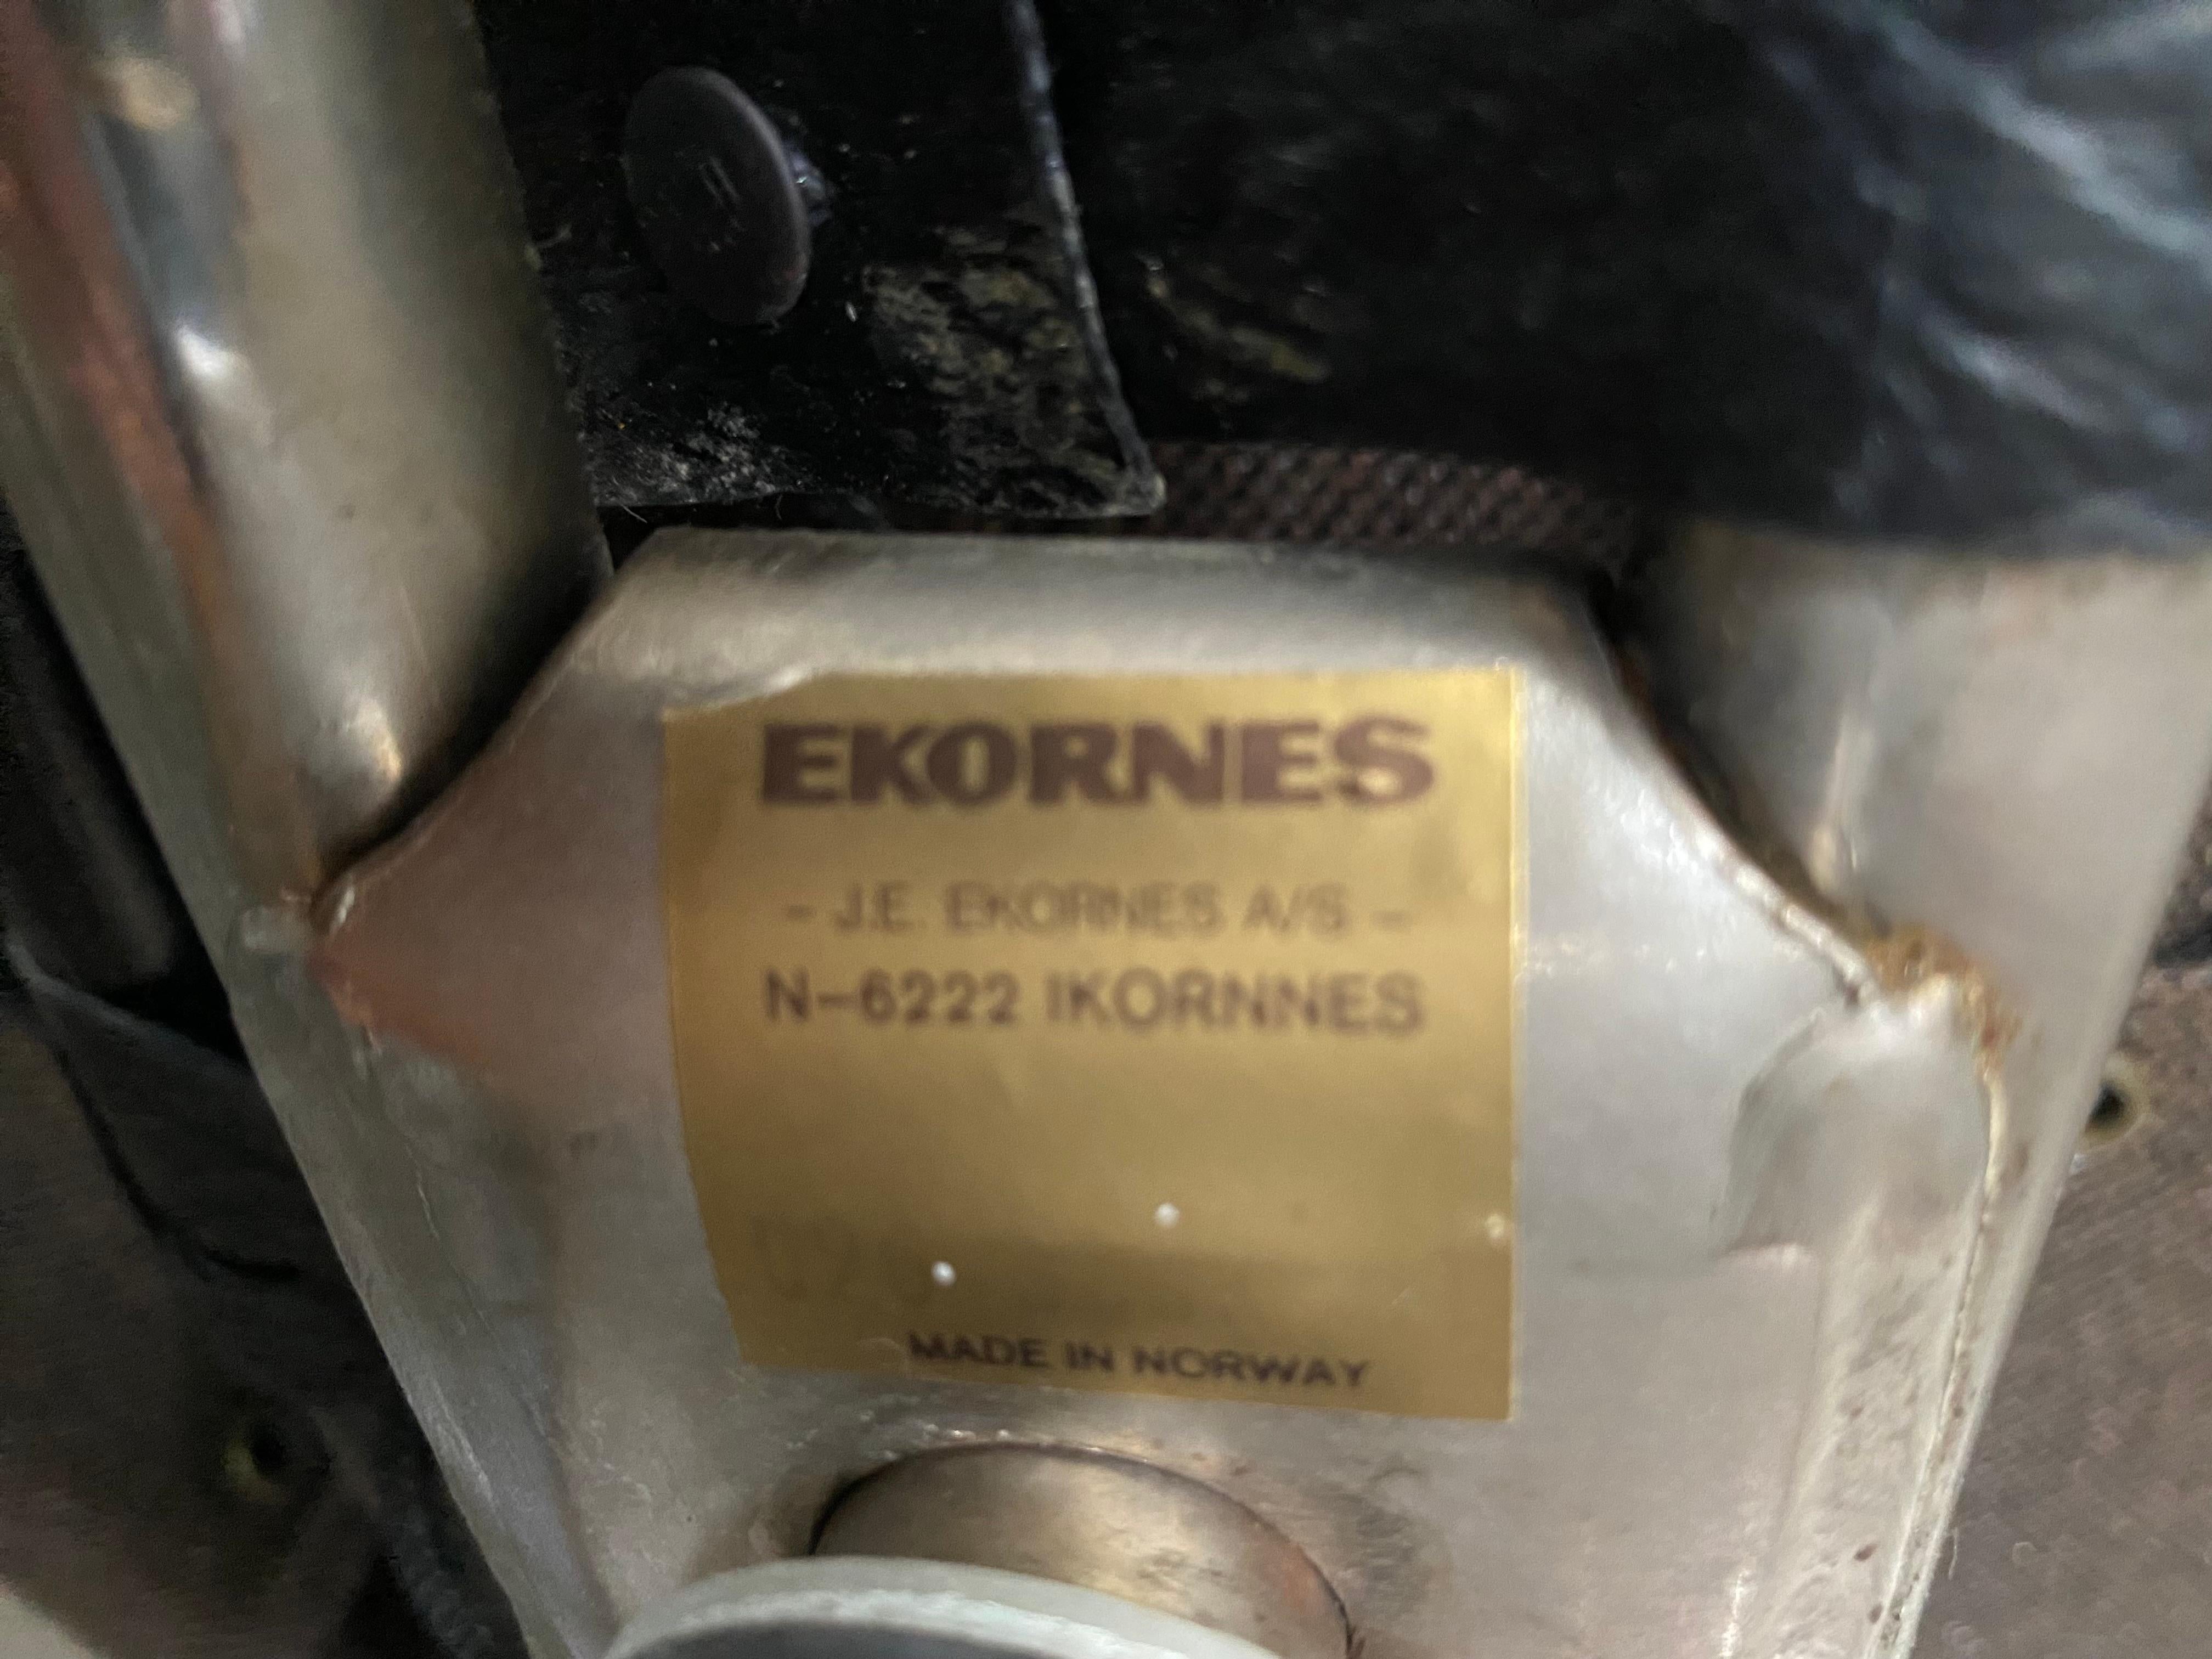 EKORNES
- J.E. EKORNES A/S -
N-6222 IKORNNES
MADE IN NORWAY